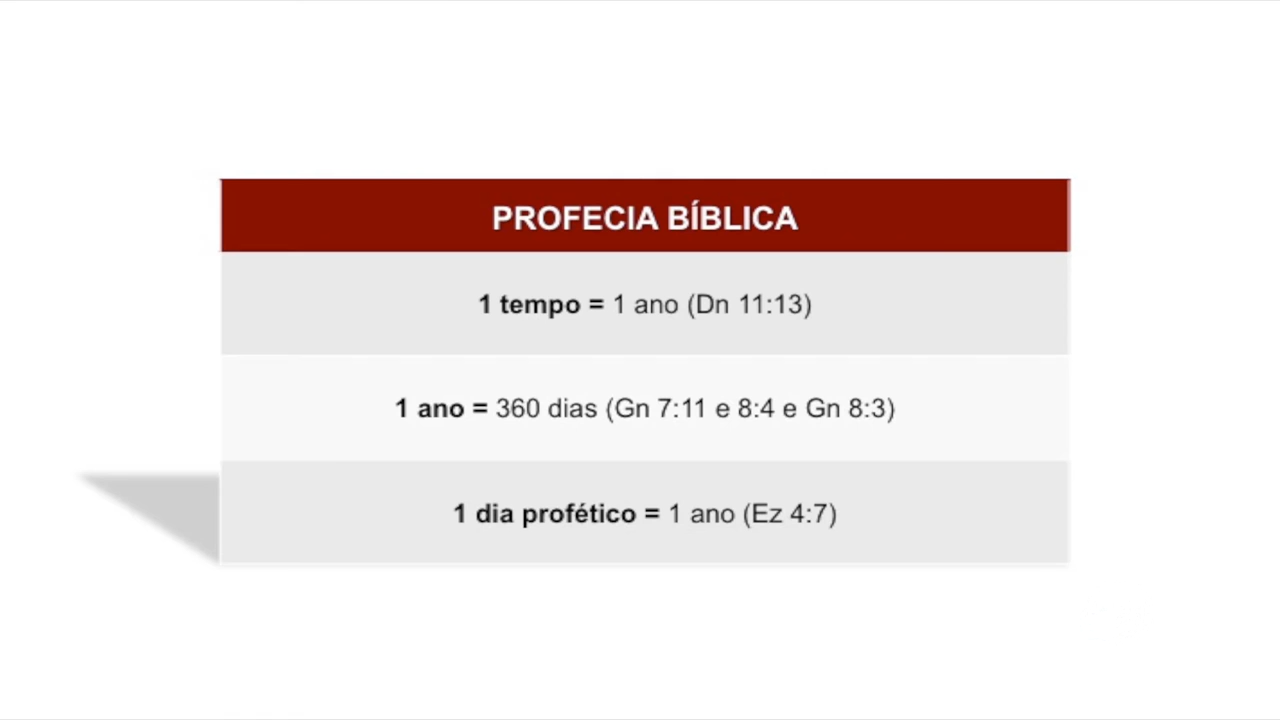 PROFECIA BÍBLICA
1 tempo = 1 ano (Dn 11:13)
1 ano = 360 dias (Gn 7:11 e 8:4 e Gn 8:3)
1 dia profético = 1 ano (Ez 4:7)